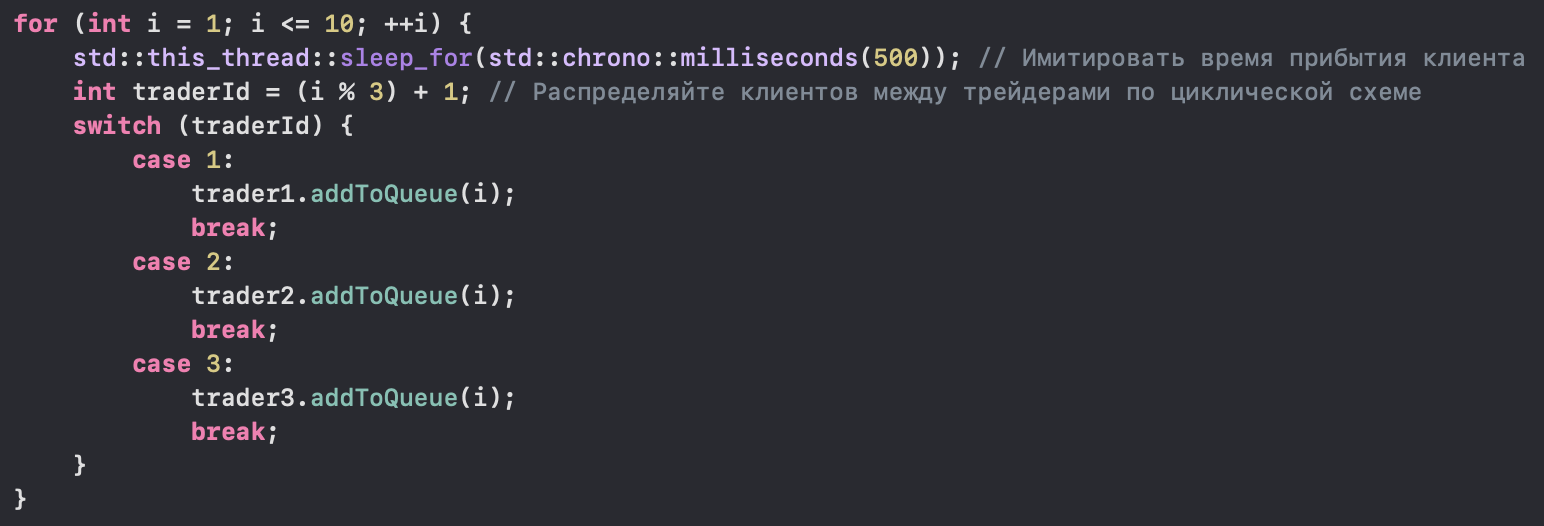 for (int i = 1; i <= 10; ++i) {
    std::this_thread::sleep_for(std::chrono::milliseconds(500)); // Имитировать время прибытия клиента
    int traderId = (i % 3) + 1; // Распределяйте клиентов между трейдерами по циклической схеме
    switch (traderId) {
        case 1:
            trader1.addToQueue(i);
            break;
        case 2:
            trader2.addToQueue(i);
            break;
        case 3:
            trader3.addToQueue(i);
            break;
    }
}